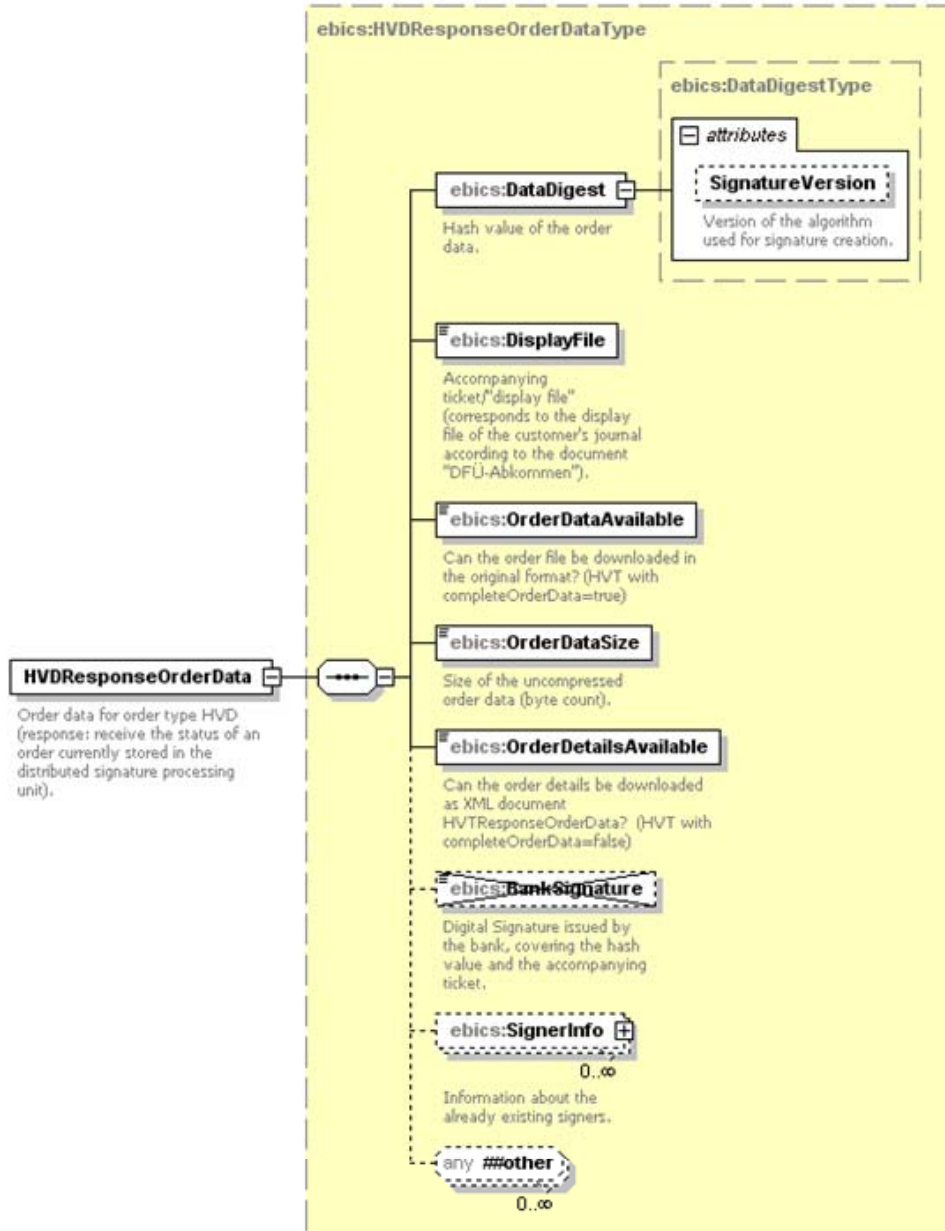 ebics:HVDResponseOrderDataType
ebics:DataDigestType
attributes
ebics:DataDigest
SignatureVersion
Hash value of the order
data.
Version of the algorithm
used for signature creation.
ebics:DisplayFile
Accompanying
ticket/"display file"
(corresponds to the display
file of the customer's journal
according to the document
"DFÜ-Abkommen").
ebics:OrderDataAvailable
Can the order file be downloaded in
the original format? (HVT with
completeOrderData=true)
ebics:OrderDataSize
Size of the uncompressed
order data (byte count).
HVDResponseOrderData
Order data for order type HVD
(response: receive the status of an
order currently stored in the
distributed signature processing
unit).
ebics:OrderDetailsAvailable
Can the order details be downloaded
as XML document
HVTResponseOrderData? (HVT with
completeOrderData=false)
ebics:BankSignature
Digital Signature issued by
the bank, covering the hash
value and the accompanying
ticket.
ebics:SignerInfo
0..∞
Information about the
already existing signers.
any ##other
0..∞